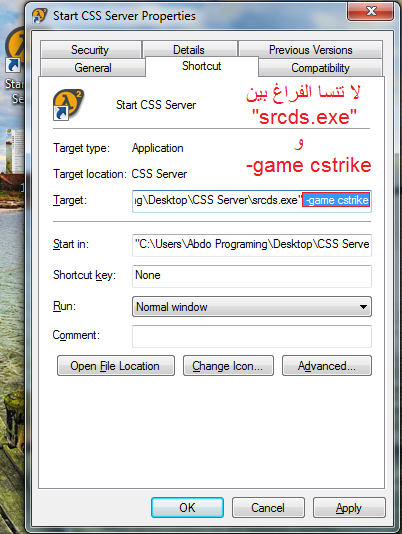 Start CSS Server Properties
Security
Details
Previous Versions
General
Shortcut
Compatibility
Start CSS Server
لا تنسا الفراغ بين
"srcds.exe"
و
-game cstrike
Target type:
Application
Target location:
CSS Server
Target:
ıg\Desktop\CSS Server\srcds.exe" -game cstrike
Start in:
"C:\Users\Abdo Programing\Desktop\CSS Serve
Shortcut key:
None
Run:
Normal window
Comment:
Open File Location
Change Icon...
Advanced...
OK
Cancel
Apply